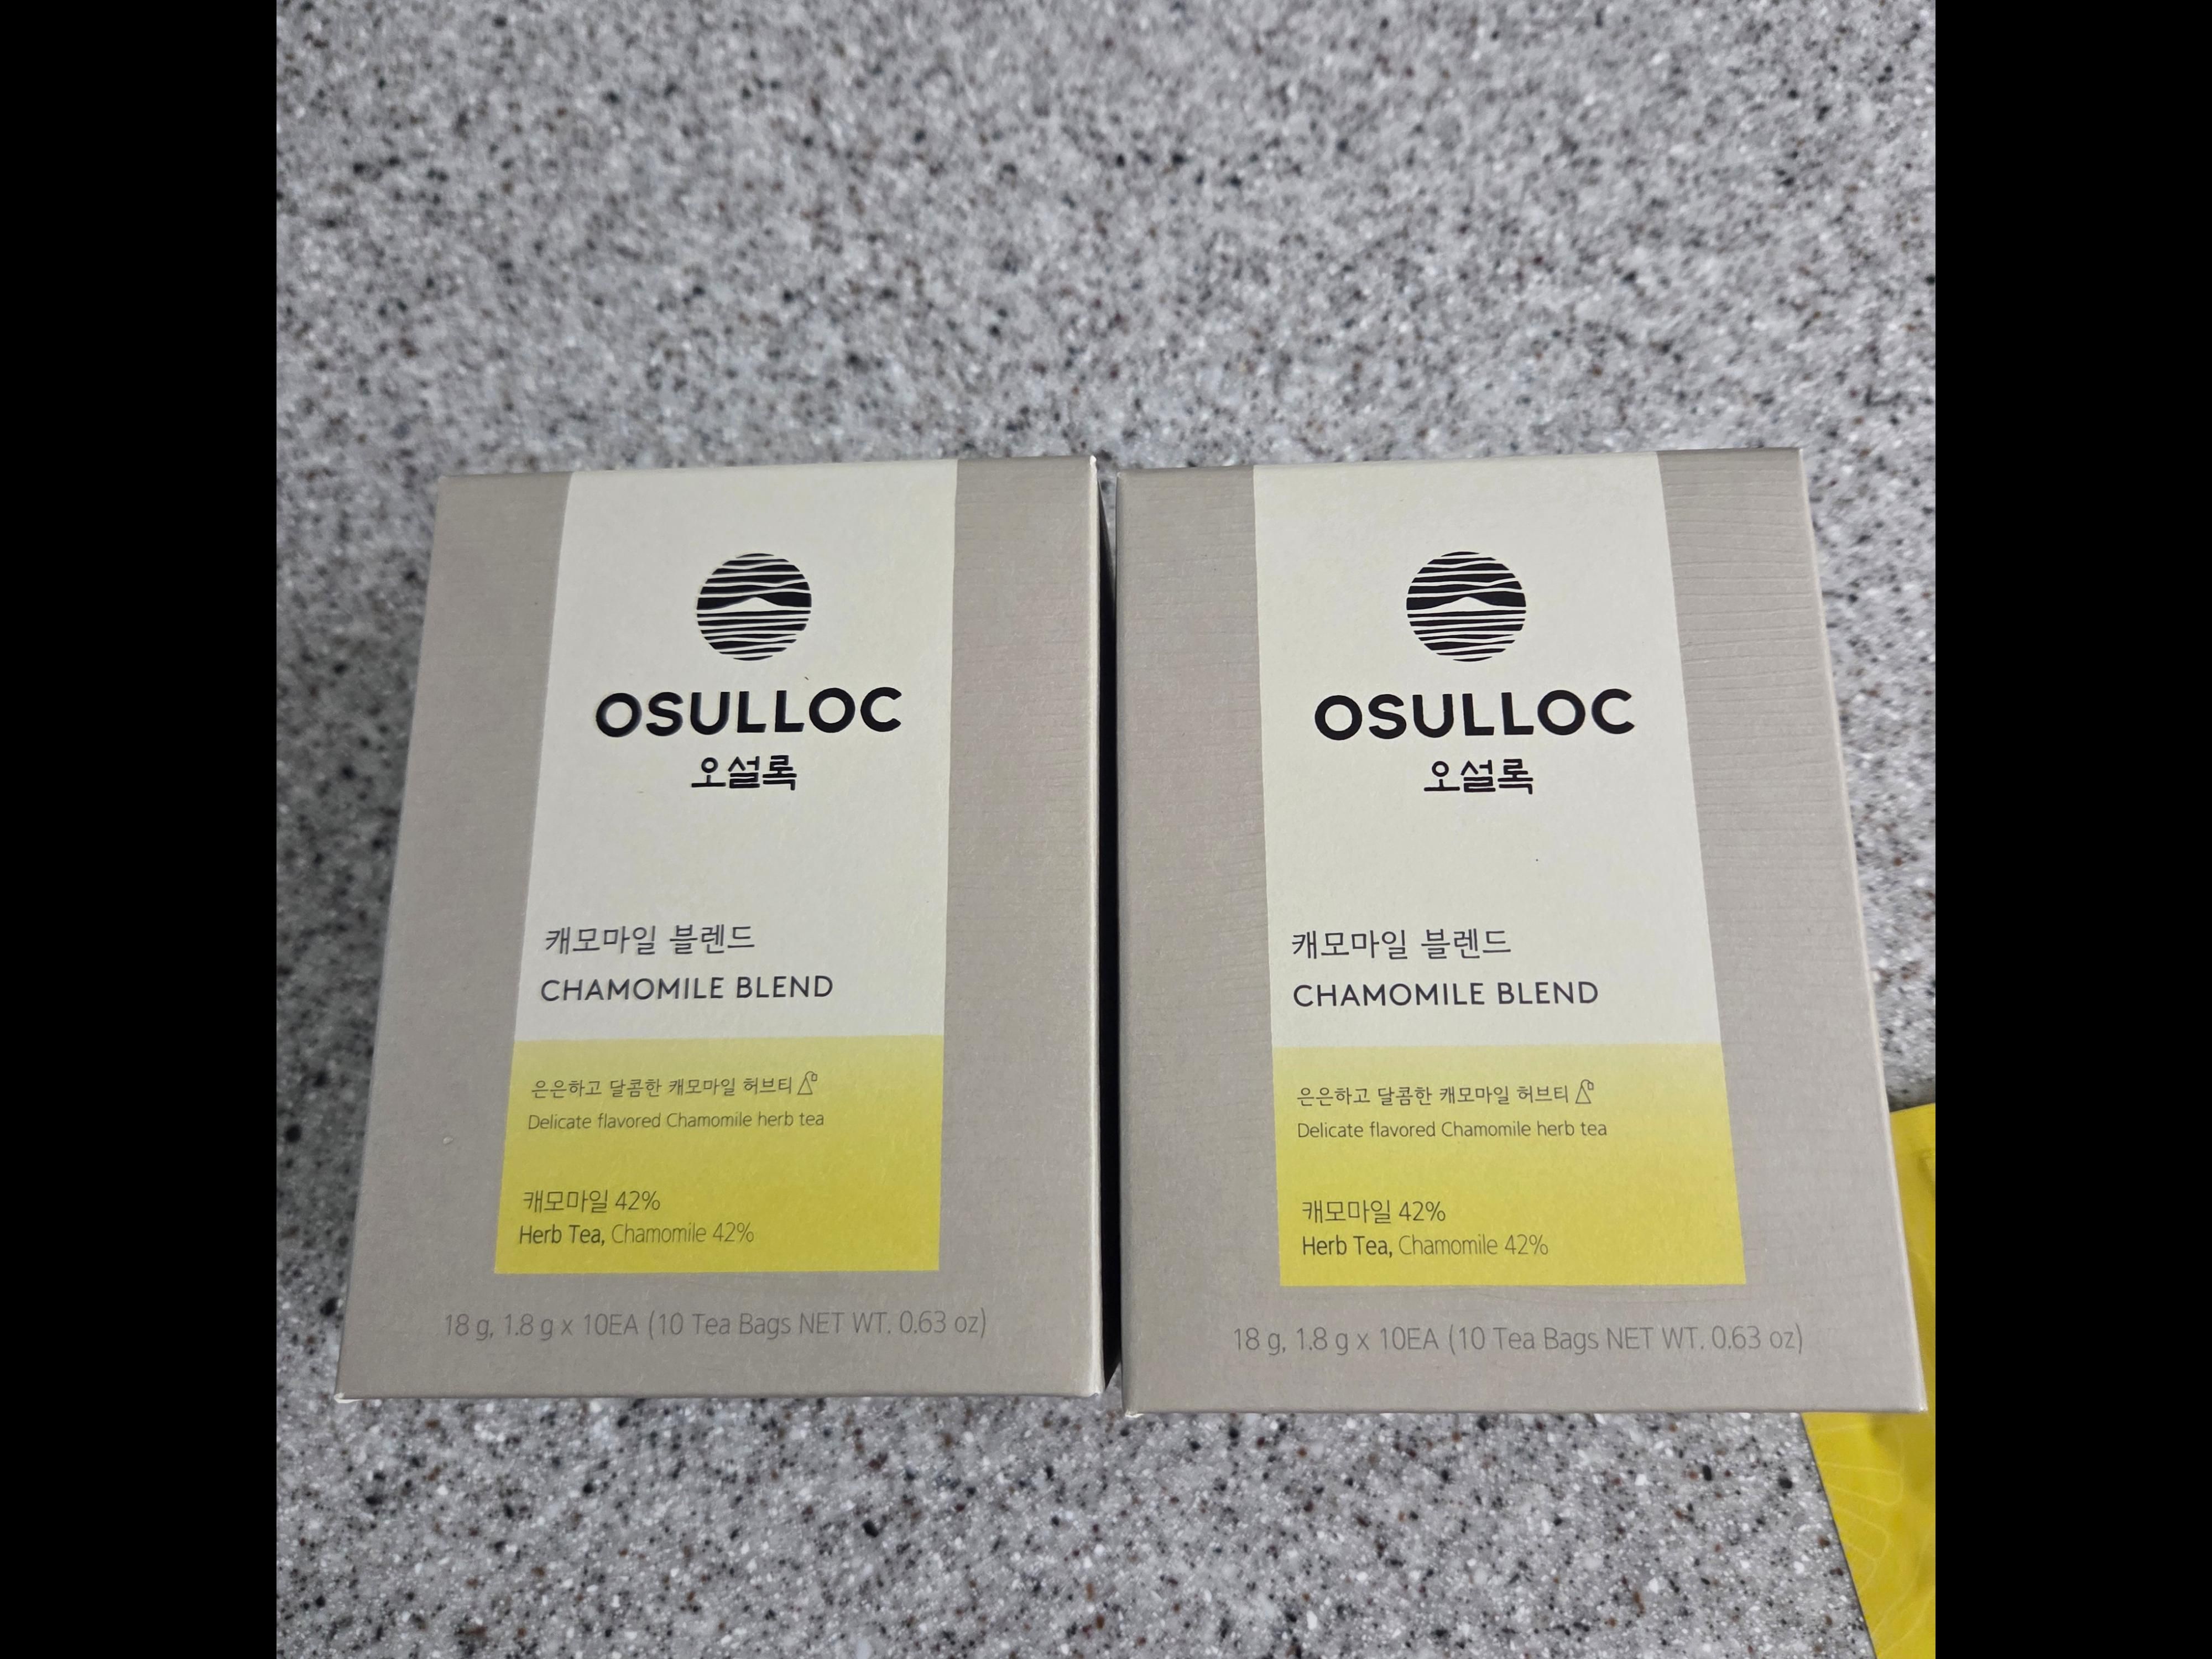 OSULLOC
오설록
캐모마일 블렌드
CHAMOMILE BLEND
은은하고 달콤한 캐모마일 허브티
Delicate flavored Chamomile herb tea
캐모마일 42%
Herb Tea, Chamomile 42%
18 g, 1.8 g x 10EA (10 Tea Bags NET WT. 0.63 oz)
OSULLOC
오설록
캐모마일 블렌드
CHAMOMILE BLEND
은은하고 달콤한 캐모마일 허브티
Delicate flavored Chamomile herb tea
캐모마일 42%
Herb Tea, Chamomile 42%
18 g, 1.8 g x 10EA (10 Tea Bags NET WT. 0.63 oz)